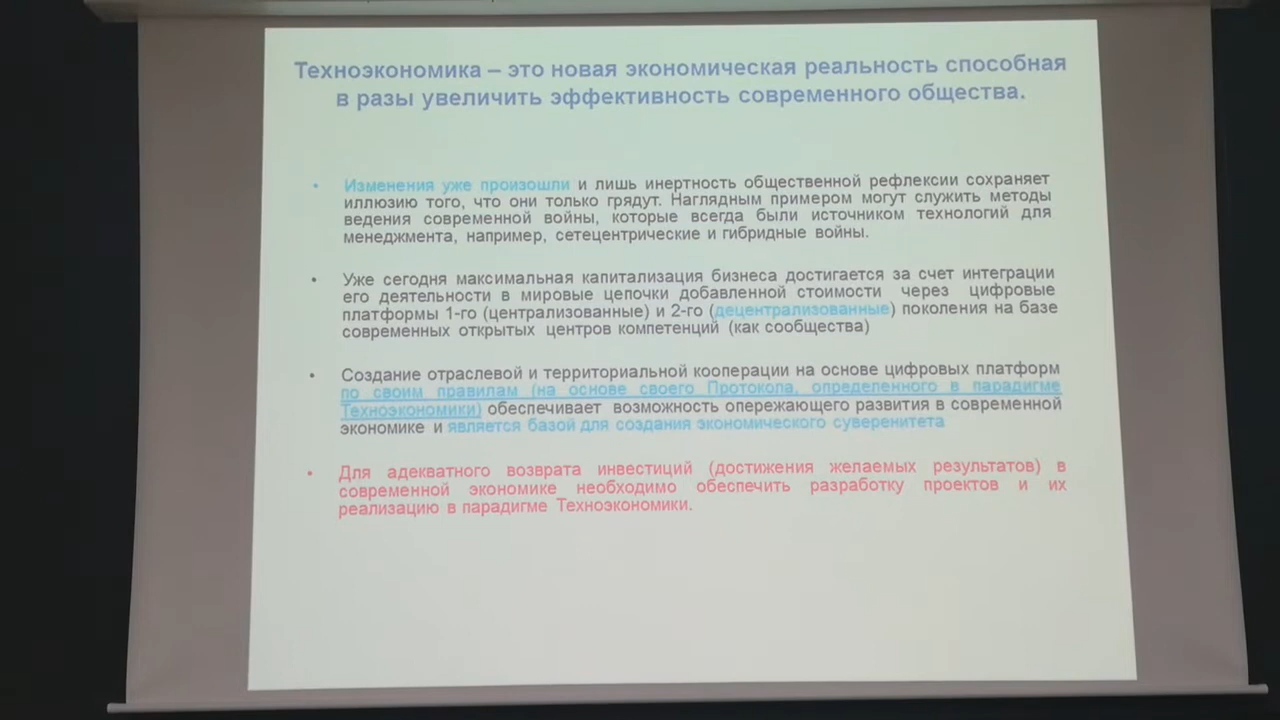 Техноэкономика – это новая экономическая реальность способная
в разы увеличить эффективность современного общества.
• Изменения уже произошли и лишь инертность общественной рефлексии сохраняет
иллюзию того, что они только грядут. Наглядным примером могут служить методы
ведения современной войны, которые всегда были источником технологий для
менеджмента, например, сетецентрические и гибридные войны.
• Уже сегодня максимальная капитализация бизнеса достигается за счет интеграции
его деятельности в мировые цепочки добавленной стоимости через цифровые
платформы 1-го (централизованные) и 2-го (децентрализованные) поколения на базе
современных открытых центров компетенций (как сообщества)
• Создание отраслевой и территориальной кооперации на основе цифровых платформ
по своим правилам (на основе своего Протокола, определенного в парадигме
Техноэкономики) обеспечивает возможность опережающего развития в современной
экономике и является базой для создания экономического суверенитета
• Для адекватного возврата инвестиций (достижения желаемых результатов) в
современной экономике необходимо обеспечить разработку проектов и их
реализацию в парадигме Техноэкономики.